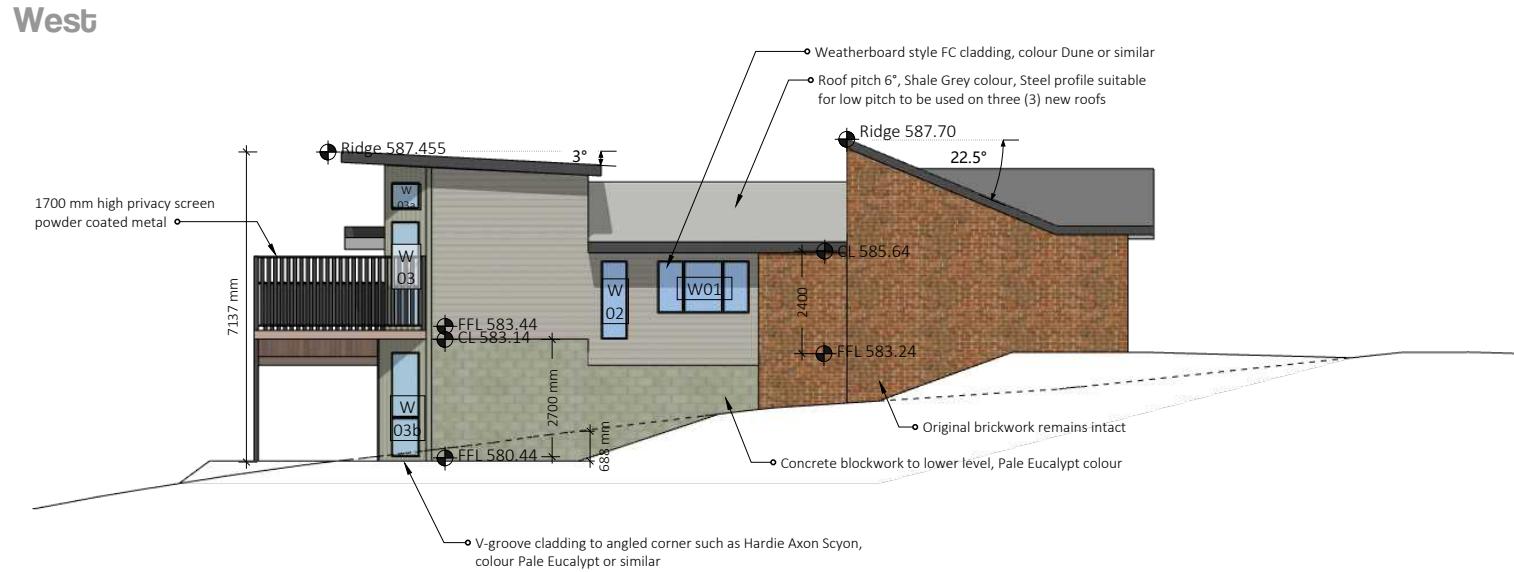 West
Weatherboard style FC cladding, colour Dune or similar
Roof pitch 6°, Shale Grey colour, Steel profile suitable
for low pitch to be used on three (3) new roofs
Ridge 587.70
Ridge 587.455
3°
22.5°
1700 mm high privacy screen
powder coated metal
W
03a
W
03
CL 585.64
W
02
W01
2400
7137 mm
FFL 583.44
CL 583.14
FFL 583.24
2700 mm
W
03b
688 mm
Original brickwork remains intact
FFL 580.44
Concrete blockwork to lower level, Pale Eucalypt colour
V-groove cladding to angled corner such as Hardie Axon Scyon,
colour Pale Eucalypt or similar